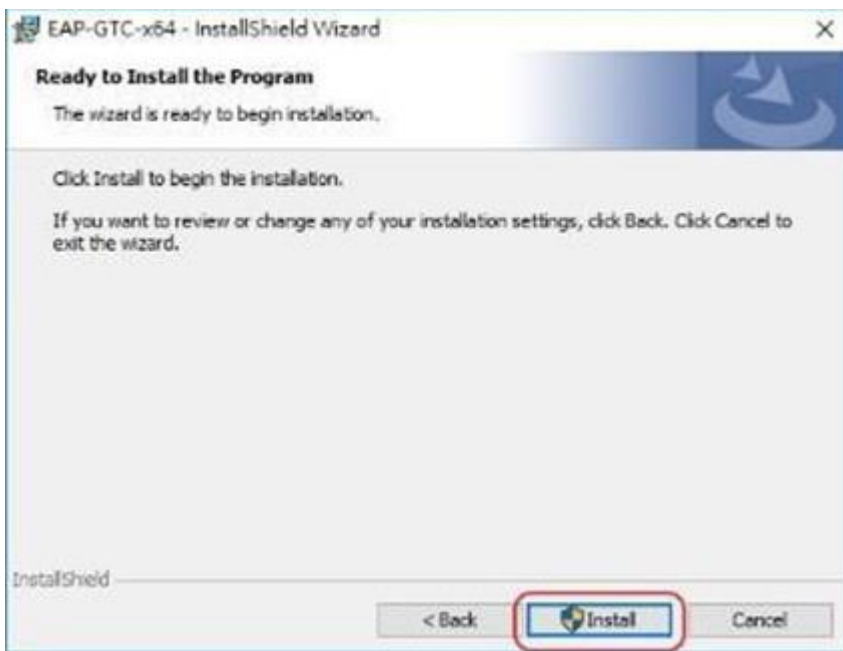 EAP-GTC-x64 - InstallShield Wizard
Ready to Install the Program
The wizard is ready to begin installation.
Click Install to begin the installation.
If you want to review or change any of your installation settings, click Back. Click Cancel to
exit the wizard.
InstallShield
< Back Install Cancel